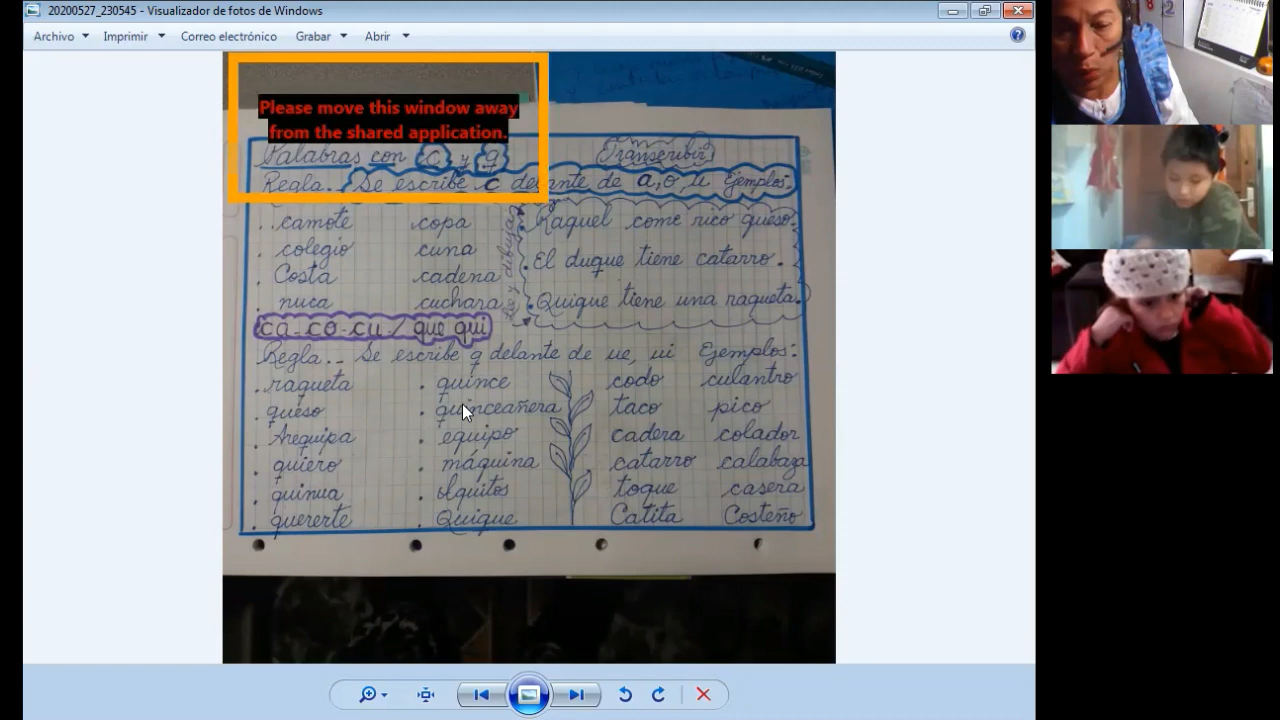 20200527_230545 - Visualizador de fotos de Windows
Archivo Imprimir Correo electrónico Grabar Abrir
Please move this window away
from the shared application.
Palabras con c y q
Transcribir
Regla.. Se escribe c delante de a, o, u Ejemplos:
camote copa
colegio cuna
Costa cadena
nuca cuchara
Lee y dibuja
Raquel come rico queso.
El duque tiene catarro.
Quique tiene una raqueta.
ca - co - cu / que qui
Regla.. Se escribe q delante de ue, ui Ejemplos:
raqueta quince codo culantro
queso quinceañera taco pico
Arequipa equipo cadera colador
quiero máquina catarro calabaza
quinua toque casera
quererte Quique Catita Costeño